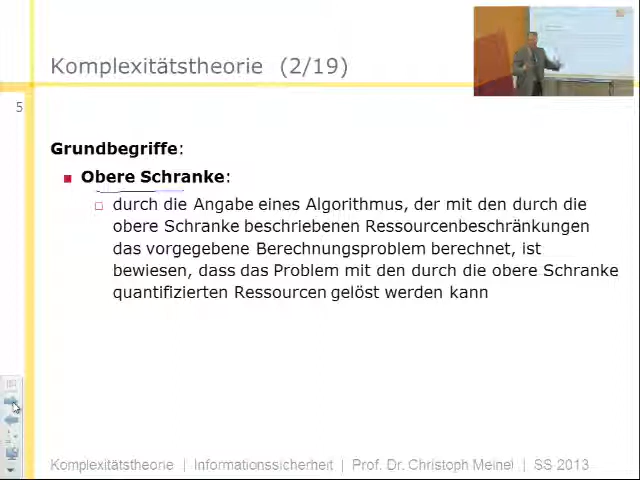 Komplexitätstheorie (2/19)
5
Grundbegriffe:
Obere Schranke:
durch die Angabe eines Algorithmus, der mit den durch die
obere Schranke beschriebenen Ressourcenbeschränkungen
das vorgegebene Berechnungsproblem berechnet, ist
bewiesen, dass das Problem mit den durch die obere Schranke
quantifizierten Ressourcen gelöst werden kann
Komplexitätstheorie | Informationssicherheit | Prof. Dr. Christoph Meinel | SS 2013